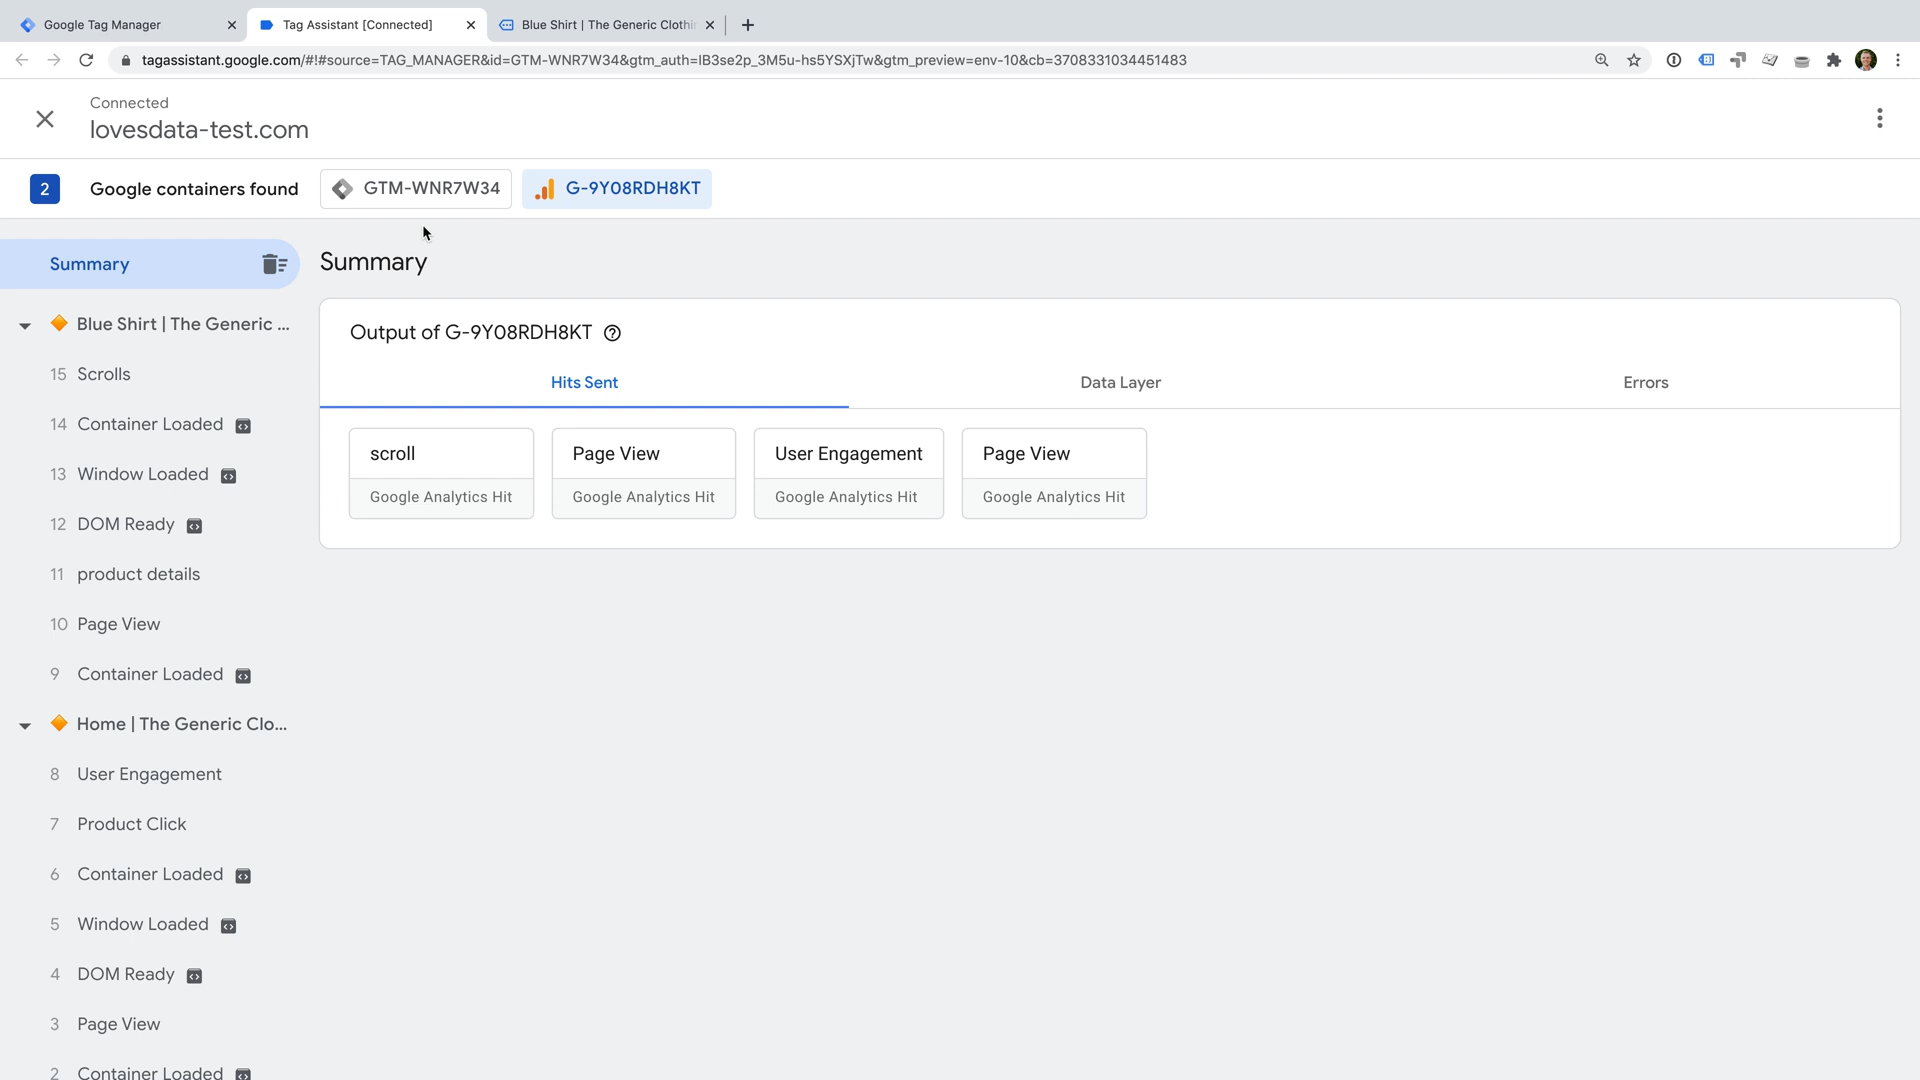 Google Tag Manager
Tag Assistant [Connected]
Blue Shirt | The Generic Clothi
tagassistant.google.com/#!#source=TAG_MANAGER&id=GTM-WNR7W34&gtm_auth=IB3se2p_3M5u-hs5YSXjTw&gtm_preview=env-10&cb=3708331034451483
Connected
lovesdata-test.com
2 Google containers found GTM-WNR7W34 G-9Y08RDH8KT
Summary
Blue Shirt | The Generic ...
15 Scrolls
14 Container Loaded
13 Window Loaded
12 DOM Ready
11 product details
10 Page View
9 Container Loaded
Home | The Generic Clo...
8 User Engagement
7 Product Click
6 Container Loaded
5 Window Loaded
4 DOM Ready
3 Page View
2 Container Loaded
Summary
Output of G-9Y08RDH8KT
Hits Sent
Data Layer
Errors
scroll
Google Analytics Hit
Page View
Google Analytics Hit
User Engagement
Google Analytics Hit
Page View
Google Analytics Hit